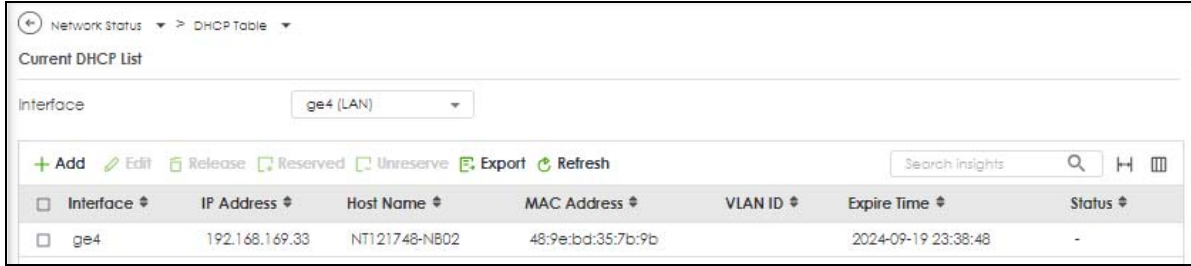 Network Status > DHCP Table
Current DHCP List
Interface ge4 (LAN)
Add Edit Release Reserved Unreserve Export Refresh Search insights
Interface IP Address Host Name MAC Address VLAN ID Expire Time Status
ge4 192.168.169.33 NT121748-NB02 48:9e:bd:35:7b:9b 2024-09-19 23:38:48 -